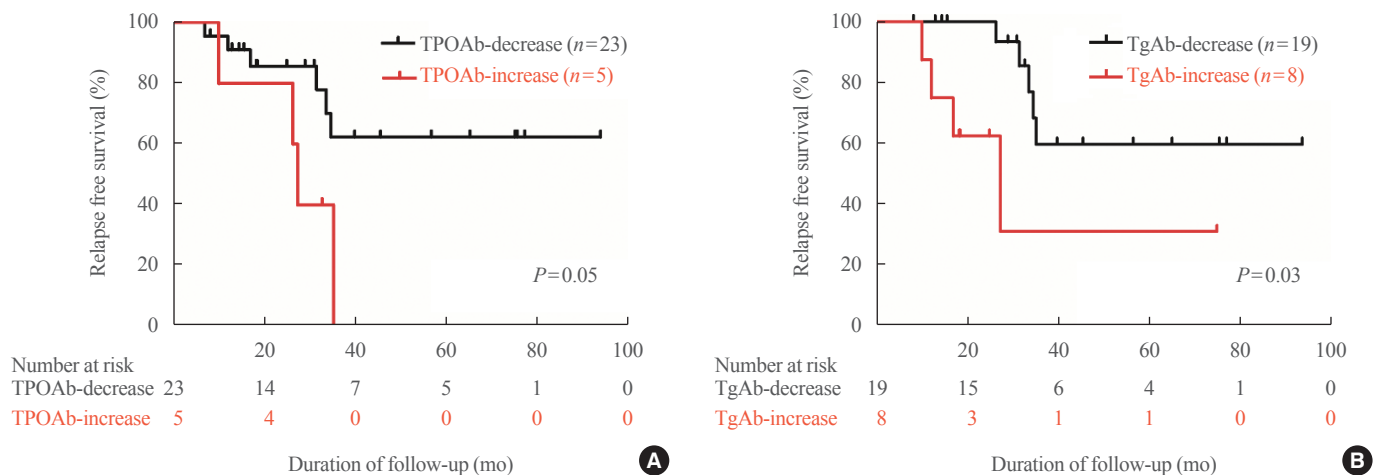 100
80
60
40
20
0
Relapse free survival (%)
TPOAb-decrease (n=23)
TPOAb-increase (n=5)
P=0.05
20 40 60 80 100
Number at risk
TPOAb-decrease 23 14 7 5 1 0
TPOAb-increase 5 4 0 0 0 0
Duration of follow-up (mo)
A
100
80
60
40
20
0
Relapse free survival (%)
TgAb-decrease (n=19)
TgAb-increase (n=8)
P=0.03
20 40 60 80 100
Number at risk
TgAb-decrease 19 15 6 4 1 0
TgAb-increase 8 3 1 1 0 0
Duration of follow-up (mo)
B